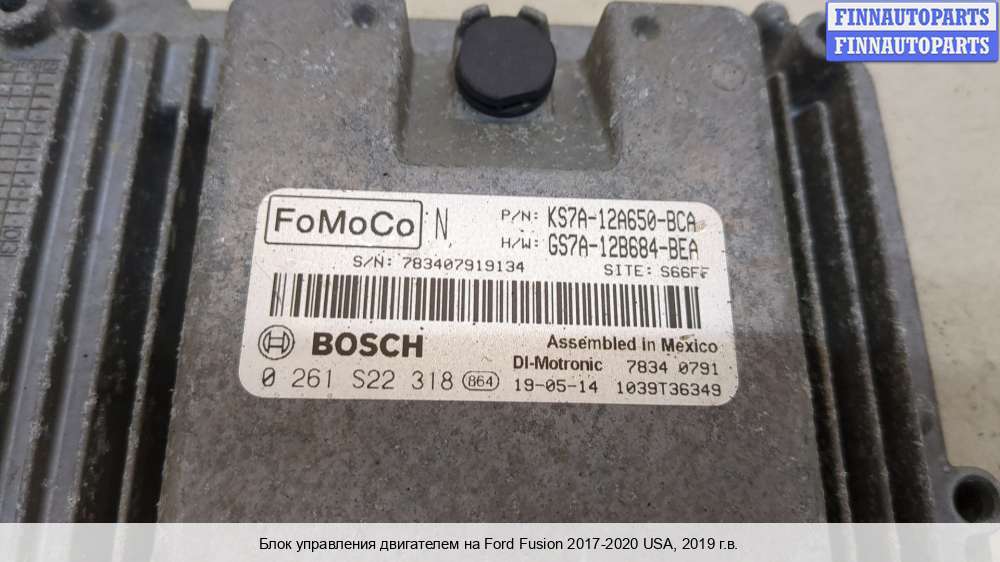 FINNAUTOPARTS
FINNAUTOPARTS
FoMoCo N P/N: KS7A-12A650-BCA
H/W: GS7A-12B684-BEA
S/N: 783407919134 SITE: S66FF
BOSCH Assembled in Mexico
DI-Motronic 7834 0791
0 261 S22 318 864 19-05-14 1039T36349
Блок управления двигателем на Ford Fusion 2017-2020 USA, 2019 г.в.